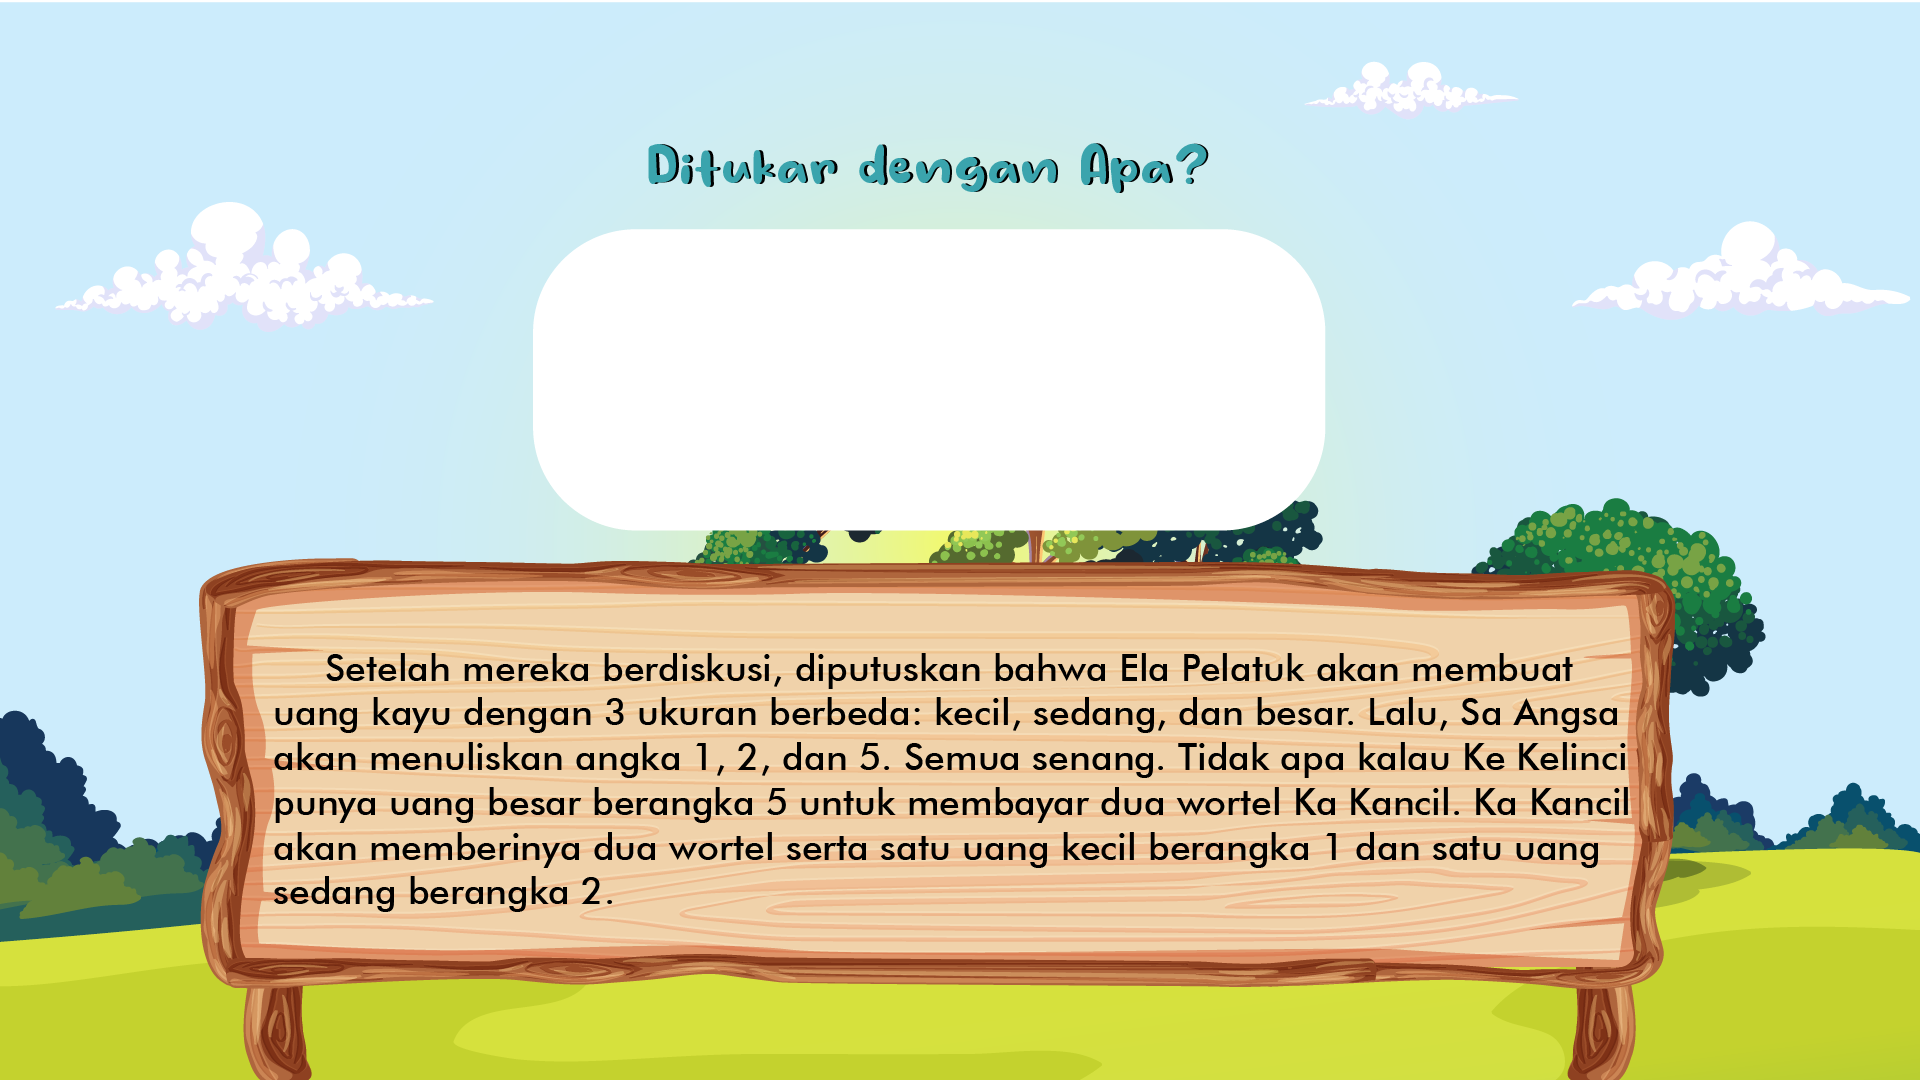 Ditukar dengan Apa?
Setelah mereka berdiskusi, diputuskan bahwa Ela Pelatuk akan membuat
uang kayu dengan 3 ukuran berbeda: kecil, sedang, dan besar. Lalu, Sa Angsa
akan menuliskan angka 1, 2, dan 5. Semua senang. Tidak apa kalau Ke Kelinci
punya uang besar berangka 5 untuk membayar dua wortel Ka Kancil. Ka Kancil
akan memberinya dua wortel serta satu uang kecil berangka 1 dan satu uang
sedang berangka 2.